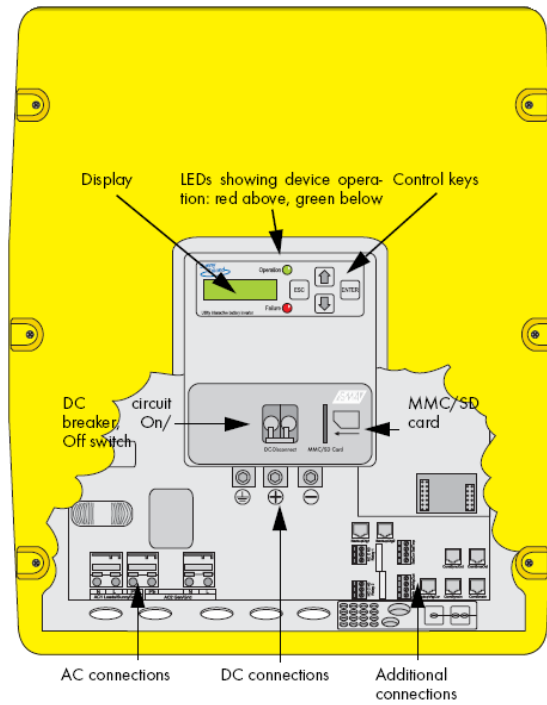 Display
LEDs showing device opera-
tion: red above, green below
Control keys
Operation
ESC
ENTER
Failure
DC circuit
breaker, On/
Off switch
MMC/SD
card
DC Disconnect
MMC/SD Card
AC connections
DC connections
Additional
connections